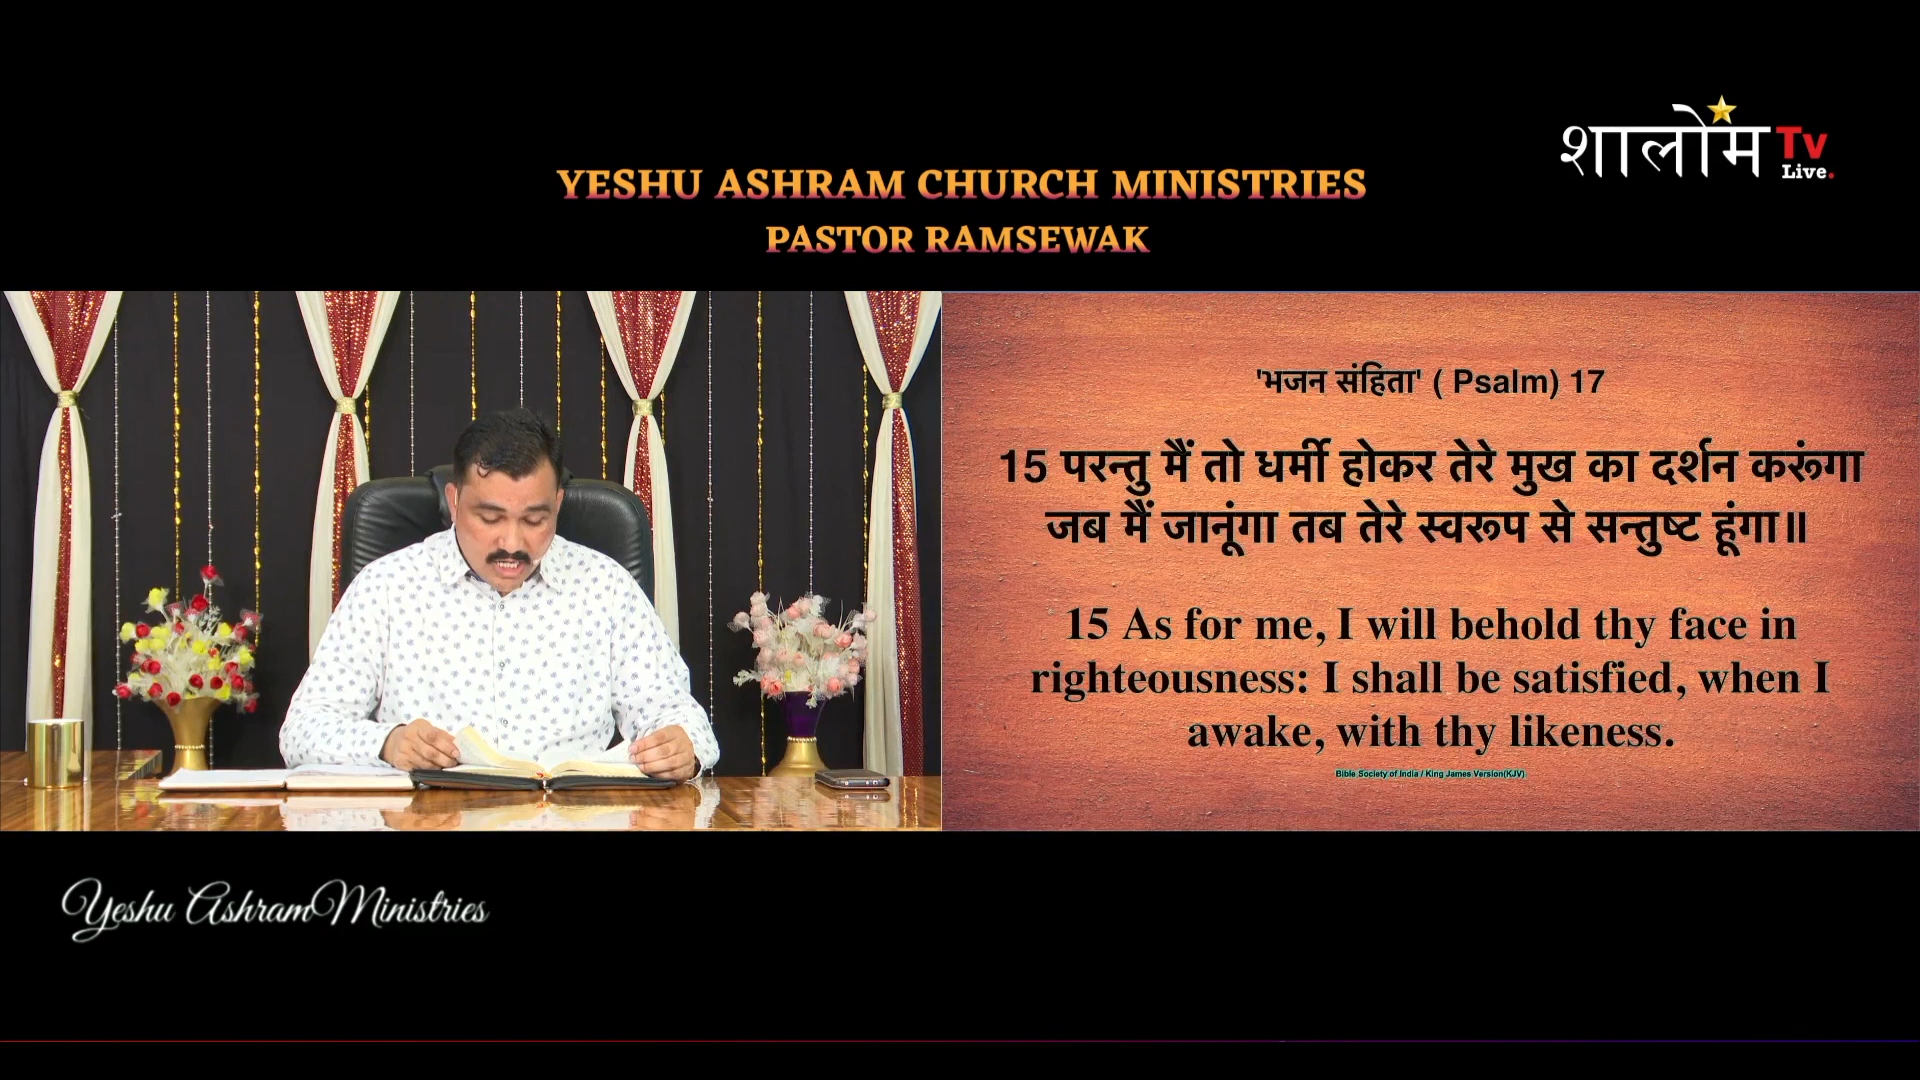 शालोम Tv
Live.
YESHU ASHRAM CHURCH MINISTRIES
PASTOR RAMSEWAK
'भजन संहिता' ( Psalm) 17
15 परन्तु मैं तो धर्मी होकर तेरे मुख का दर्शन करूंगा
जब मैं जानूंगा तब तेरे स्वरूप से सन्तुष्ट हूंगा॥
15 As for me, I will behold thy face in
righteousness: I shall be satisfied, when I
awake, with thy likeness.
Bible Society of India / King James Version(KJV)
Yeshu AshramMinistries